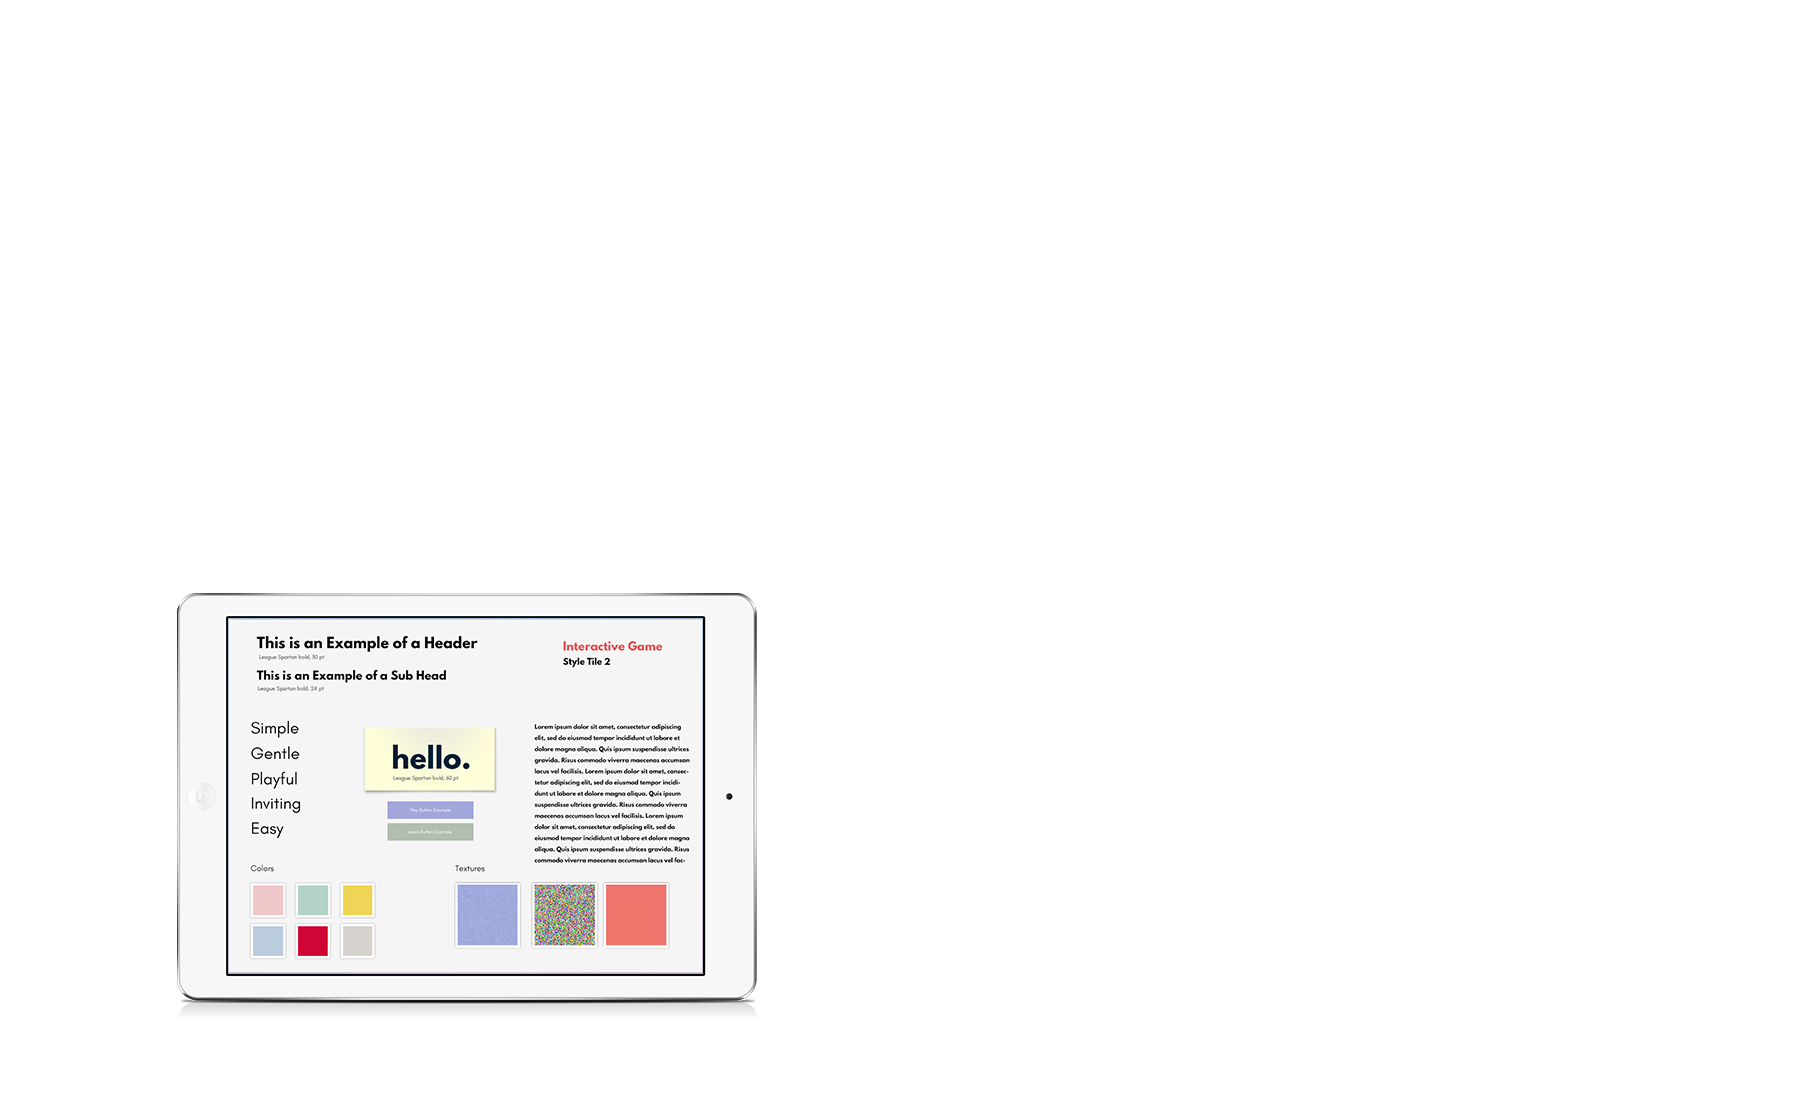 This is an Example of a Header
League Spartan bold, 30 pt
This is an Example of a Sub Head
League Spartan bold, 24 pt
Interactive Game
Style Tile 2
Simple
Gentle
Playful
Inviting
Easy
hello.
League Spartan bold, 60 pt
Play Button Example
Learn Button Example
Lorem ipsum dolor sit amet, consectetur adipiscing
elit, sed do eiusmod tempor incididunt ut labore et
dolore magna aliqua. Quis ipsum suspendisse ultrices
gravida. Risus commodo viverra maecenas accumsan
lacus vel facilisis. Lorem ipsum dolor sit amet, consec-
tetur adipiscing elit, sed do eiusmod tempor incidi-
dunt ut labore et dolore magna aliqua. Quis ipsum
suspendisse ultrices gravida. Risus commodo viverra
maecenas accumsan lacus vel facilisis. Lorem ipsum
dolor sit amet, consectetur adipiscing elit, sed do
eiusmod tempor incididunt ut labore et dolore magna
aliqua. Quis ipsum suspendisse ultrices gravida. Risus
commodo viverra maecenas accumsan lacus vel fac-
Colors
Textures